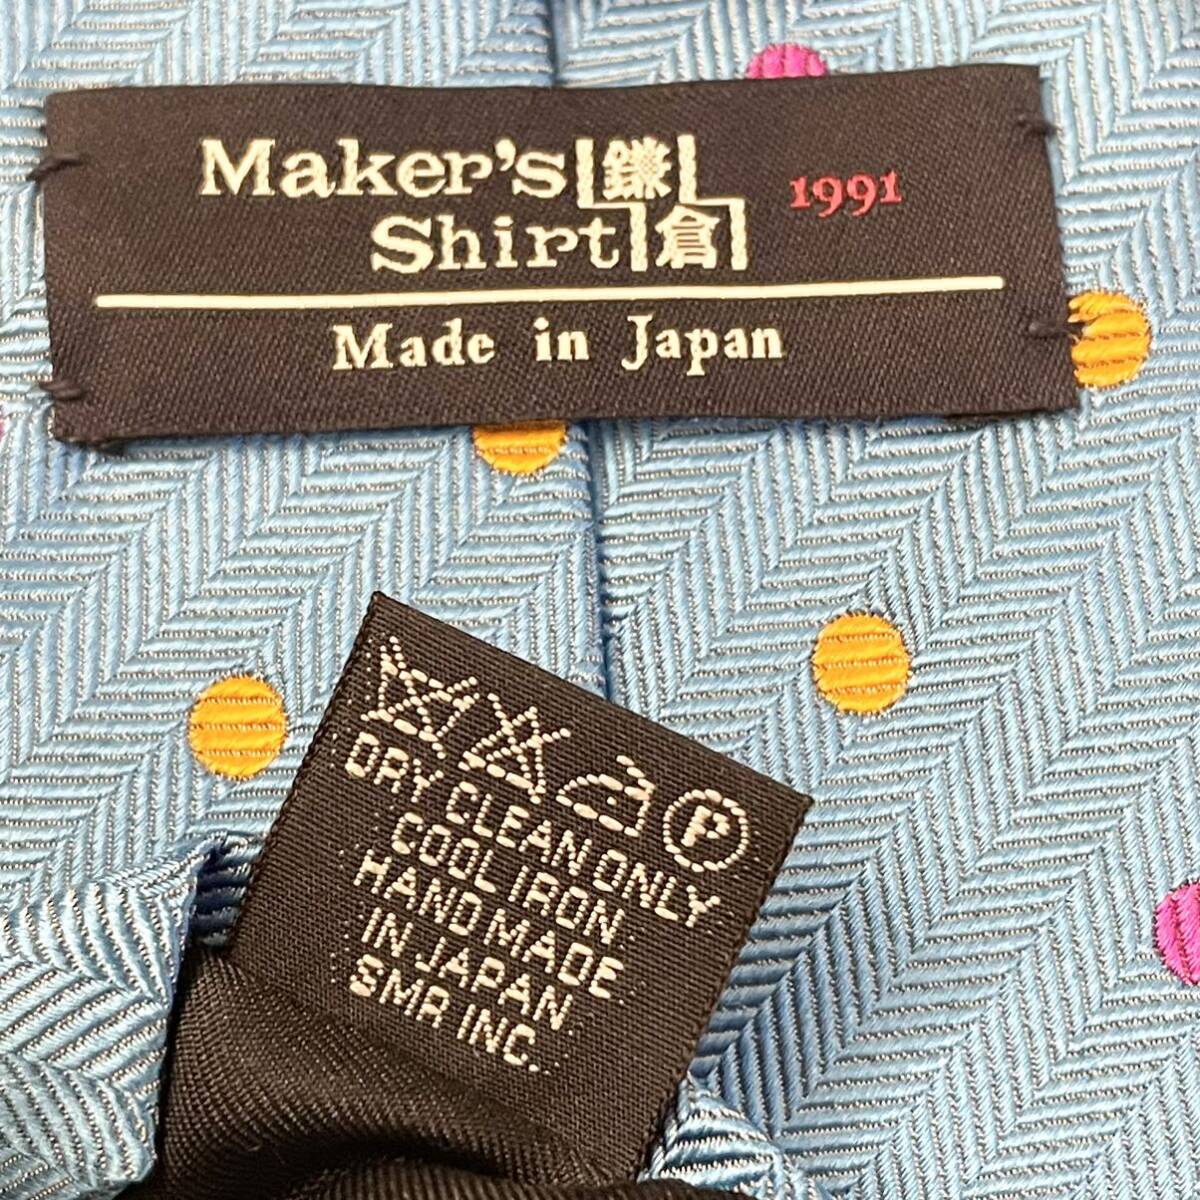 Maker's 鎌 1991
Shirt 倉
Made in Japan
P
DRY CLEAN ONLY
COOL IRON
HAND MADE
IN JAPAN
SMR INC.